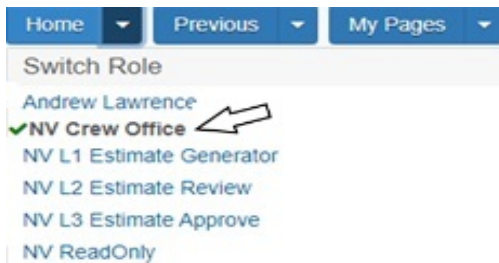 Home Previous My Pages
Switch Role
Andrew Lawrence
NV Crew Office
NV L1 Estimate Generator
NV L2 Estimate Review
NV L3 Estimate Approve
NV ReadOnly